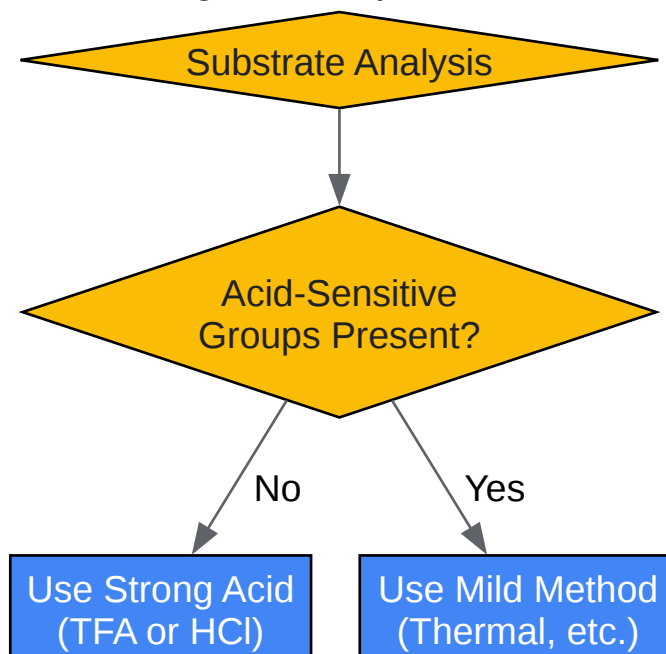 Substrate Analysis
Acid-Sensitive
Groups Present?
No
Yes
Use Strong Acid
(TFA or HCl)
Use Mild Method
(Thermal, etc.)